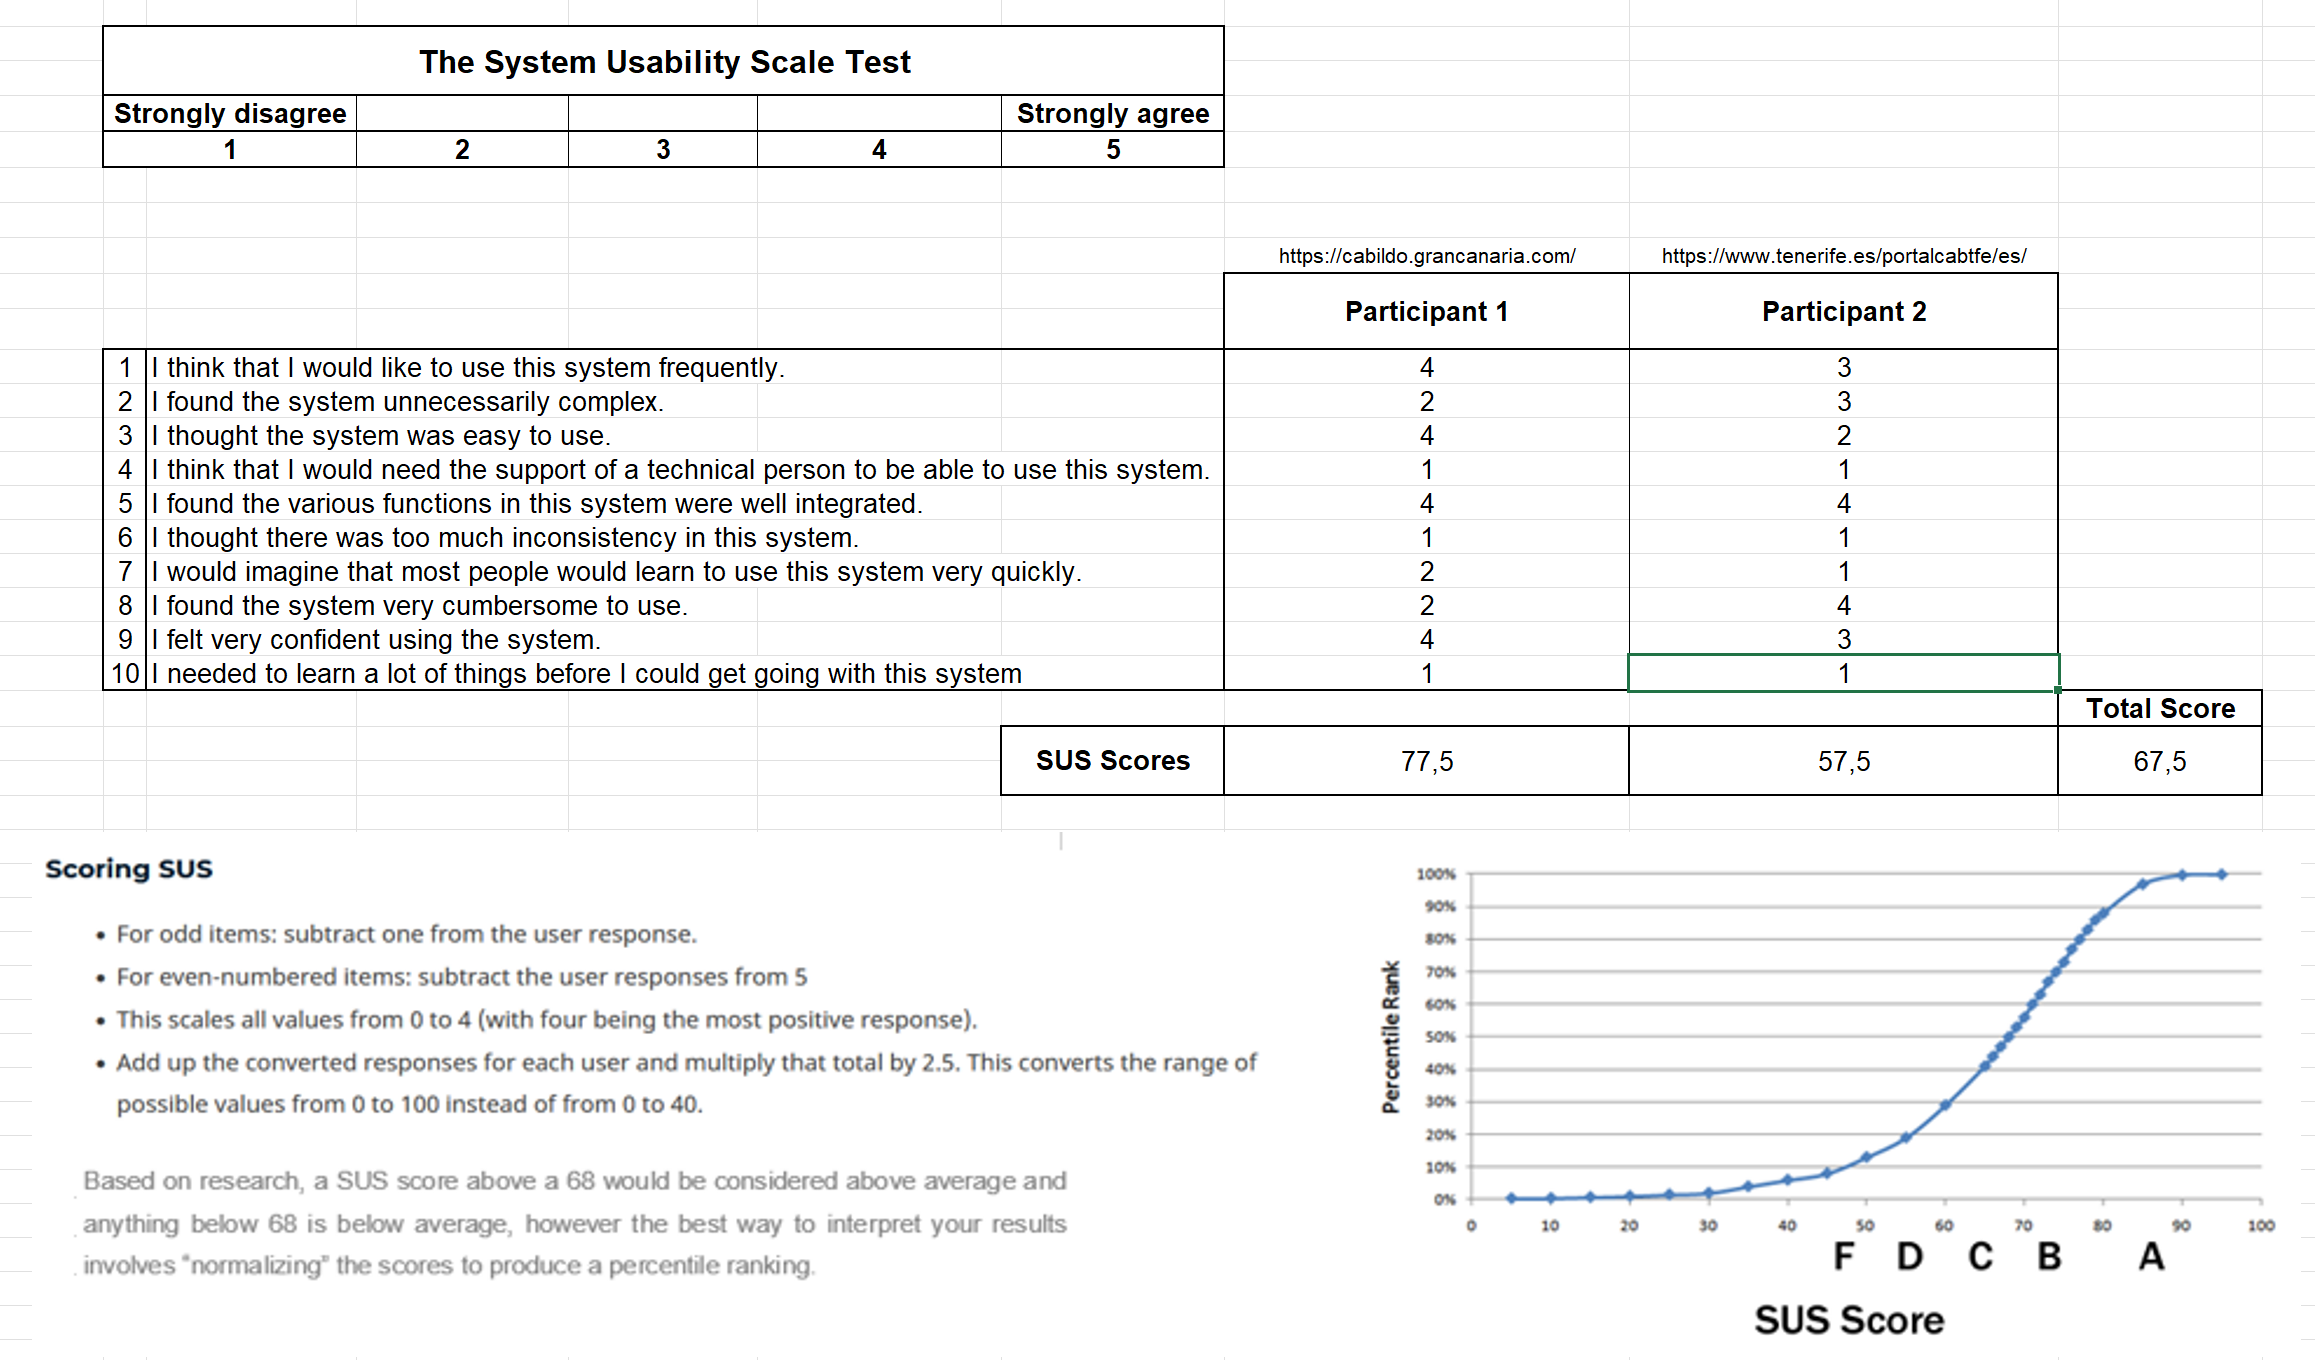 The System Usability Scale Test
Strongly disagree Strongly agree
1 2 3 4 5
https://cabildo.grancanaria.com/ https://www.tenerife.es/portalcabtfe/es/
Participant 1 Participant 2
1 I think that I would like to use this system frequently. 4 3
2 I found the system unnecessarily complex. 2 3
3 I thought the system was easy to use. 4 2
4 I think that I would need the support of a technical person to be able to use this system. 1 1
5 I found the various functions in this system were well integrated. 4 4
6 I thought there was too much inconsistency in this system. 1 1
7 I would imagine that most people would learn to use this system very quickly. 2 1
8 I found the system very cumbersome to use. 2 4
9 I felt very confident using the system. 4 3
10 I needed to learn a lot of things before I could get going with this system 1 1
Total Score
SUS Scores 77,5 57,5 67,5
Scoring SUS
• For odd items: subtract one from the user response.
• For even-numbered items: subtract the user responses from 5
• This scales all values from 0 to 4 (with four being the most positive response).
• Add up the converted responses for each user and multiply that total by 2.5. This converts the range of
possible values from 0 to 100 instead of from 0 to 40.
Based on research, a SUS score above a 68 would be considered above average and
anything below 68 is below average, however the best way to interpret your results
involves "normalizing" the scores to produce a percentile ranking.
Percentile Rank
100%
90%
80%
70%
60%
50%
40%
30%
20%
10%
0%
0 10 20 30 40 50 60 70 80 90 100
F D C B A
SUS Score